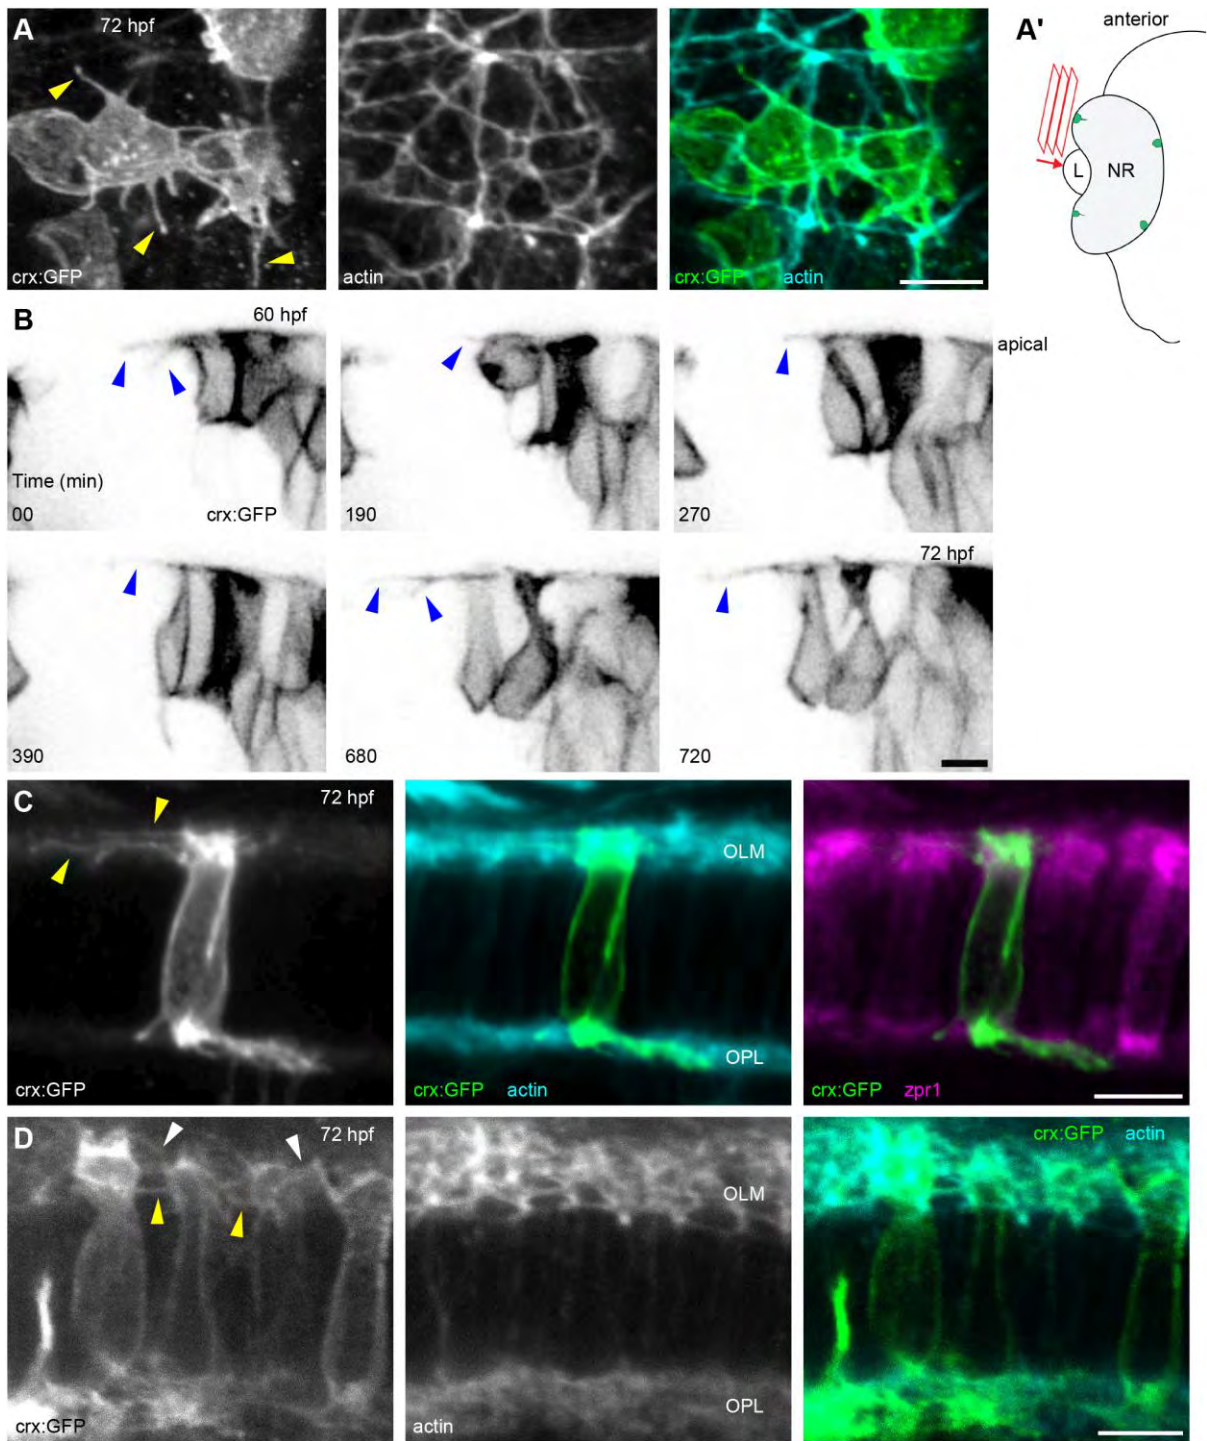 A
72 hpf
crx:GFP
actin
crx:GFP actin
A'
anterior
L
NR
B
60 hpf
apical
Time (min)
00
crx:GFP
190
270
72 hpf
390
680
720
C
72 hpf
OLM
OPL
crx:GFP
crx:GFP actin
crx:GFP zpr1
D
72 hpf
crx:GFP actin
OLM
OPL
crx:GFP
actin